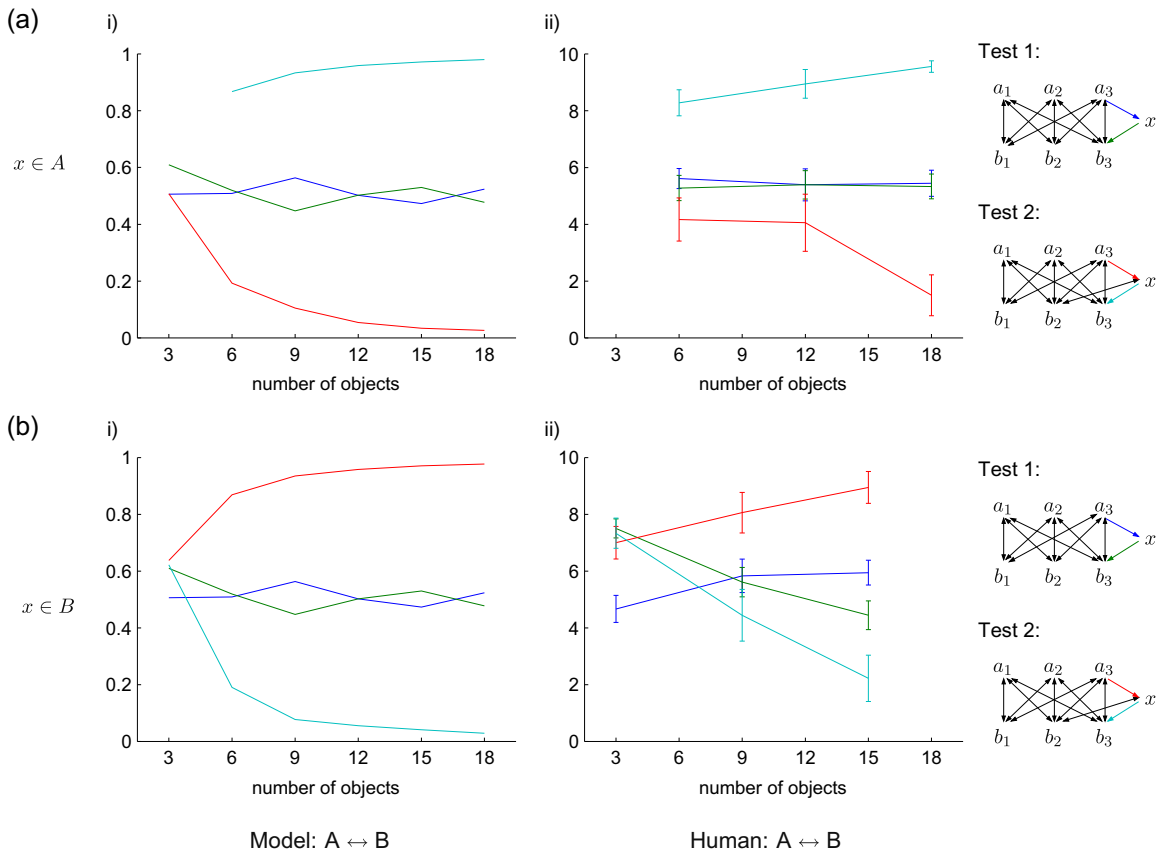 (a)
i)
ii)
1
0.8
0.6
0.4
0.2
0
3 6 9 12 15 18
number of objects
x ∈ A
10
8
6
4
2
0
3 6 9 12 15 18
number of objects
Test 1:
a1 a2 a3
x
b1 b2 b3
Test 2:
a1 a2 a3
x
b1 b2 b3
(b)
i)
ii)
1
0.8
0.6
0.4
0.2
0
3 6 9 12 15 18
number of objects
x ∈ B
10
8
6
4
2
0
3 6 9 12 15 18
number of objects
Test 1:
a1 a2 a3
x
b1 b2 b3
Test 2:
a1 a2 a3
x
b1 b2 b3
Model: A ↔ B
Human: A ↔ B